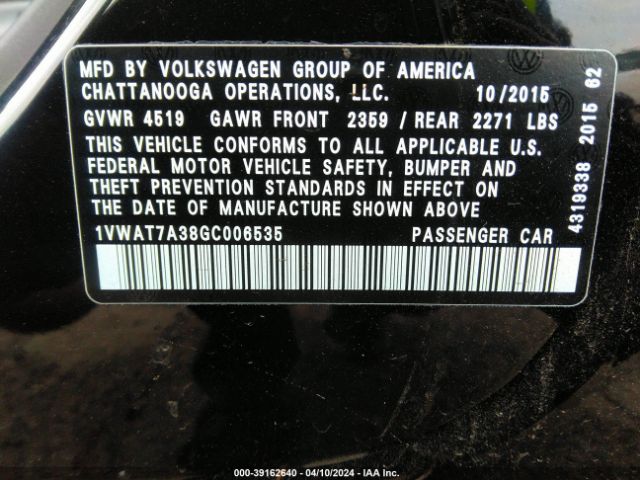 MFD BY VOLKSWAGEN GROUP OF AMERICA
CHATTANOOGA OPERATIONS, LLC. 10/2015
GVWR 4519 GAWR FRONT 2359 / REAR 2271 LBS
THIS VEHICLE CONFORMS TO ALL APPLICABLE U.S.
FEDERAL MOTOR VEHICLE SAFETY, BUMPER AND
THEFT PREVENTION STANDARDS IN EFFECT ON
THE DATE OF MANUFACTURE SHOWN ABOVE
1VWAT7A38GC006535 PASSENGER CAR
4319338 2015 62
000-39162640 - 04/10/2024 - IAA Inc.